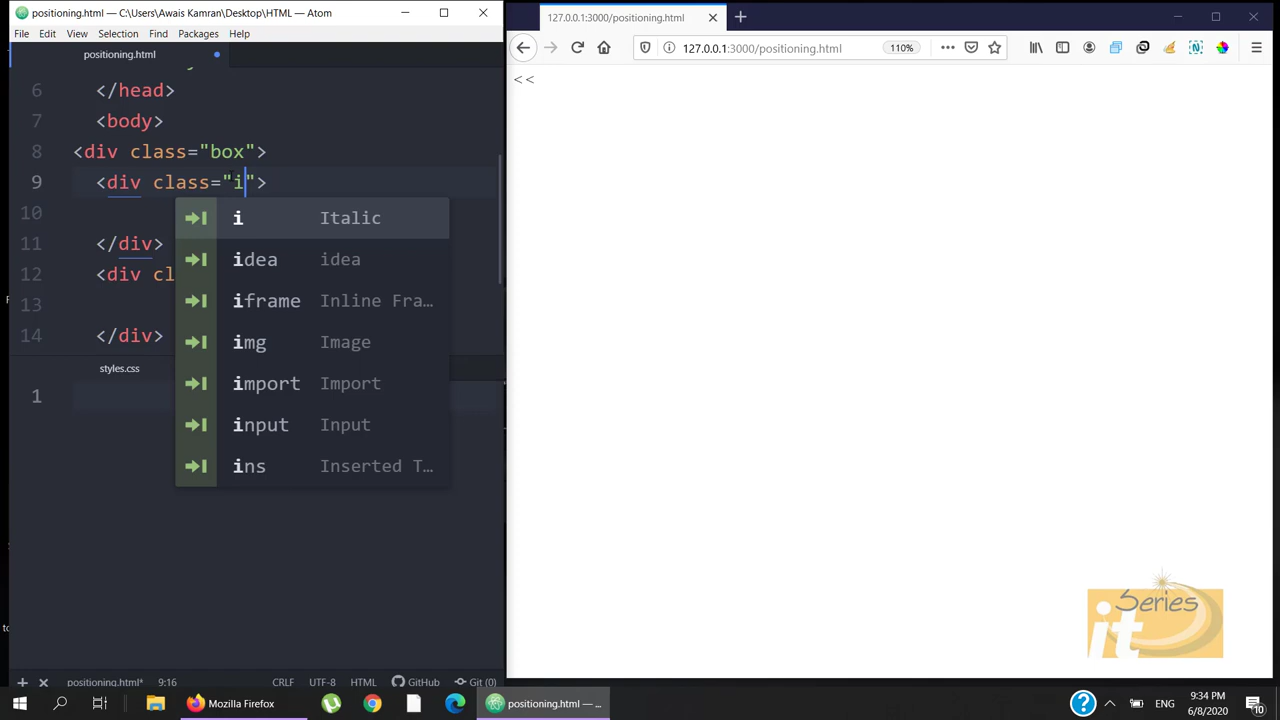 positioning.html — C:\Users\Awais Kamran\Desktop\HTML — Atom
File Edit View Selection Find Packages Help
positioning.html
6 </head>
7 <body>
8 <div class="box">
9 <div class="i">
10
11 </div>
12 <div cl
13
14 </div>
i Italic
idea idea
iframe Inline Fra…
img Image
import Import
input Input
ins Inserted T…
styles.css
1
positioning.html* 9:16 CRLF UTF-8 HTML GitHub Git (0)
127.0.0.1:3000/positioning.html
127.0.0.1:3000/positioning.html 110%
< <
it Series
Mozilla Firefox
positioning.html — ...
ENG
9:34 PM
6/8/2020
10